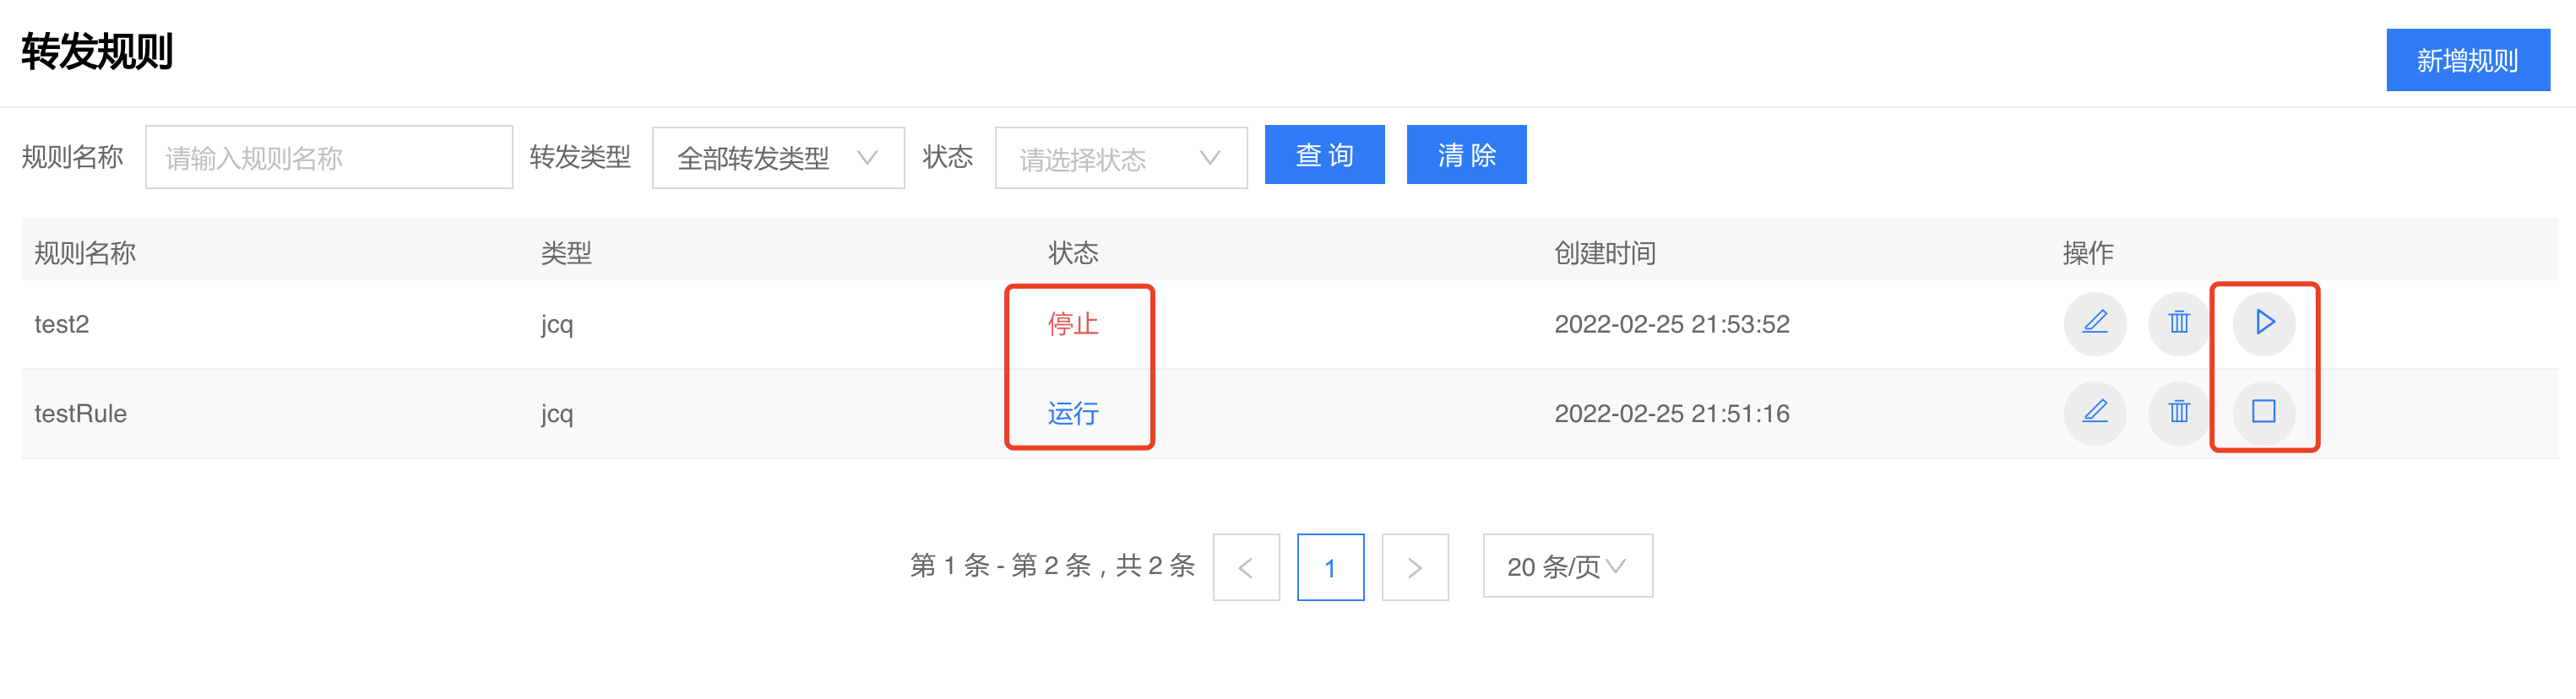 转发规则
新增规则
规则名称 请输入规则名称 转发类型 全部转发类型 状态 请选择状态 查 询 清 除
规则名称 类型 状态 创建时间 操作
test2 jcq 停止 2022-02-25 21:53:52
testRule jcq 运行 2022-02-25 21:51:16
第 1 条 - 第 2 条，共 2 条 < 1 > 20 条/页